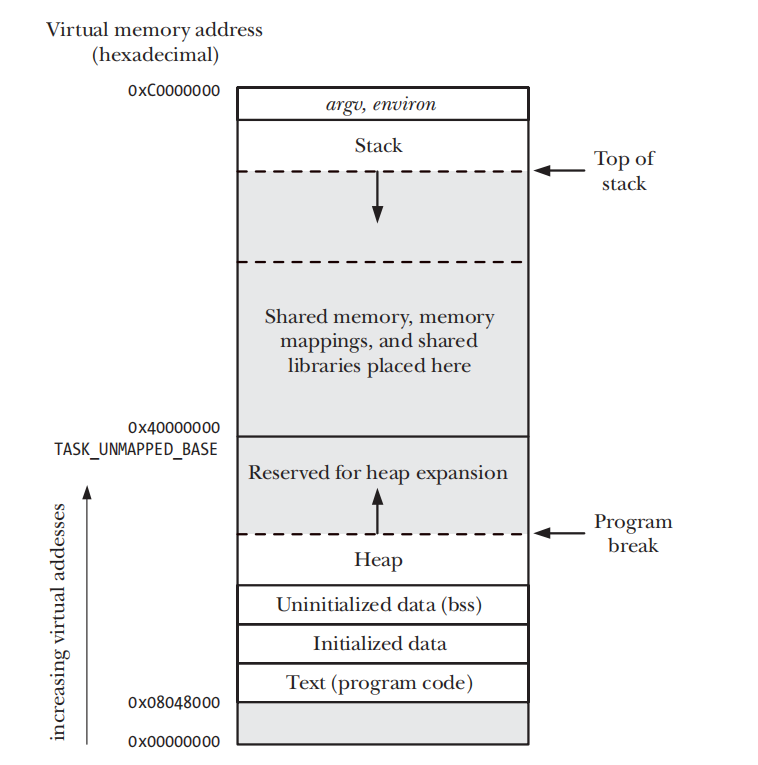 Virtual memory address
(hexadecimal)
0xC0000000
argv, environ
Stack
Top of
stack
Shared memory, memory
mappings, and shared
libraries placed here
0x40000000
TASK_UNMAPPED_BASE
Reserved for heap expansion
Program
break
Heap
Uninitialized data (bss)
Initialized data
Text (program code)
0x08048000
0x00000000
increasing virtual addesses